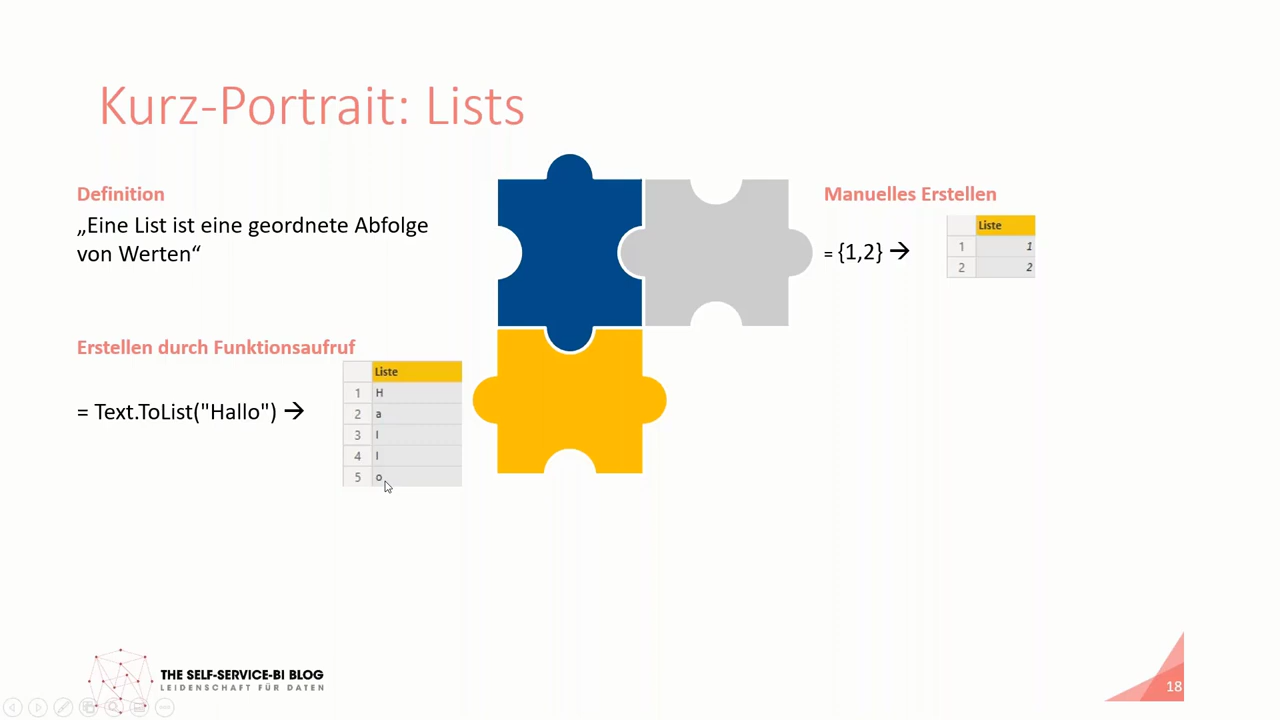 Kurz-Portrait: Lists
Definition
„Eine List ist eine geordnete Abfolge
von Werten“
Manuelles Erstellen
= {1,2} →
Liste
1 1
2 2
Erstellen durch Funktionsaufruf
= Text.ToList("Hallo") →
Liste
1 H
2 a
3 l
4 l
5 o
THE SELF-SERVICE-BI BLOG
LEIDENSCHAFT FÜR DATEN
18